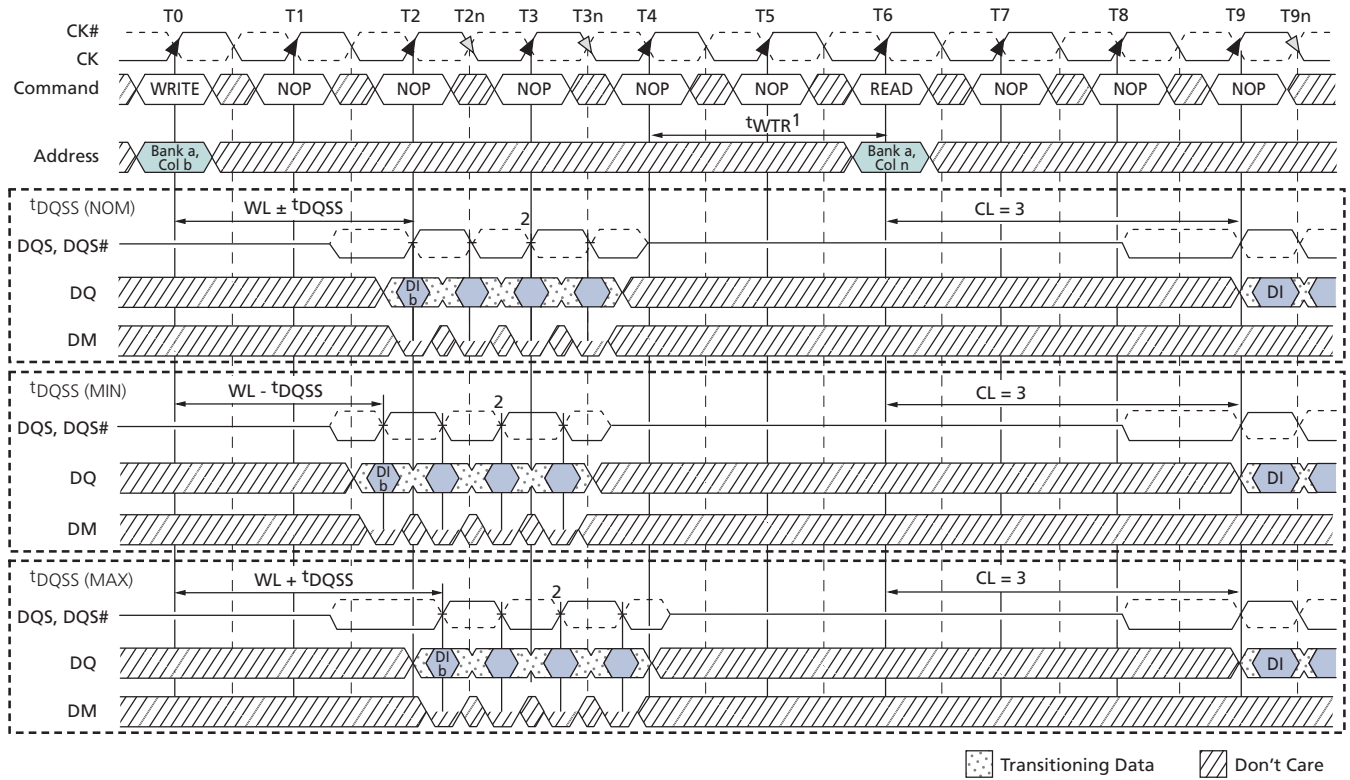 T0 T1 T2 T2n T3 T3n T4 T5 T6 T7 T8 T9 T9n
CK#
CK
Command WRITE NOP NOP NOP NOP NOP READ NOP NOP NOP
tWTR1
Address Bank a, Col b Bank a, Col n
tDQSS (NOM) WL ± tDQSS 2 CL = 3
DQS, DQS#
DQ DI b DI
DM
tDQSS (MIN) WL - tDQSS 2 CL = 3
DQS, DQS#
DQ DI b DI
DM
tDQSS (MAX) WL + tDQSS 2 CL = 3
DQS, DQS#
DQ DI b DI
DM
Transitioning Data Don't Care